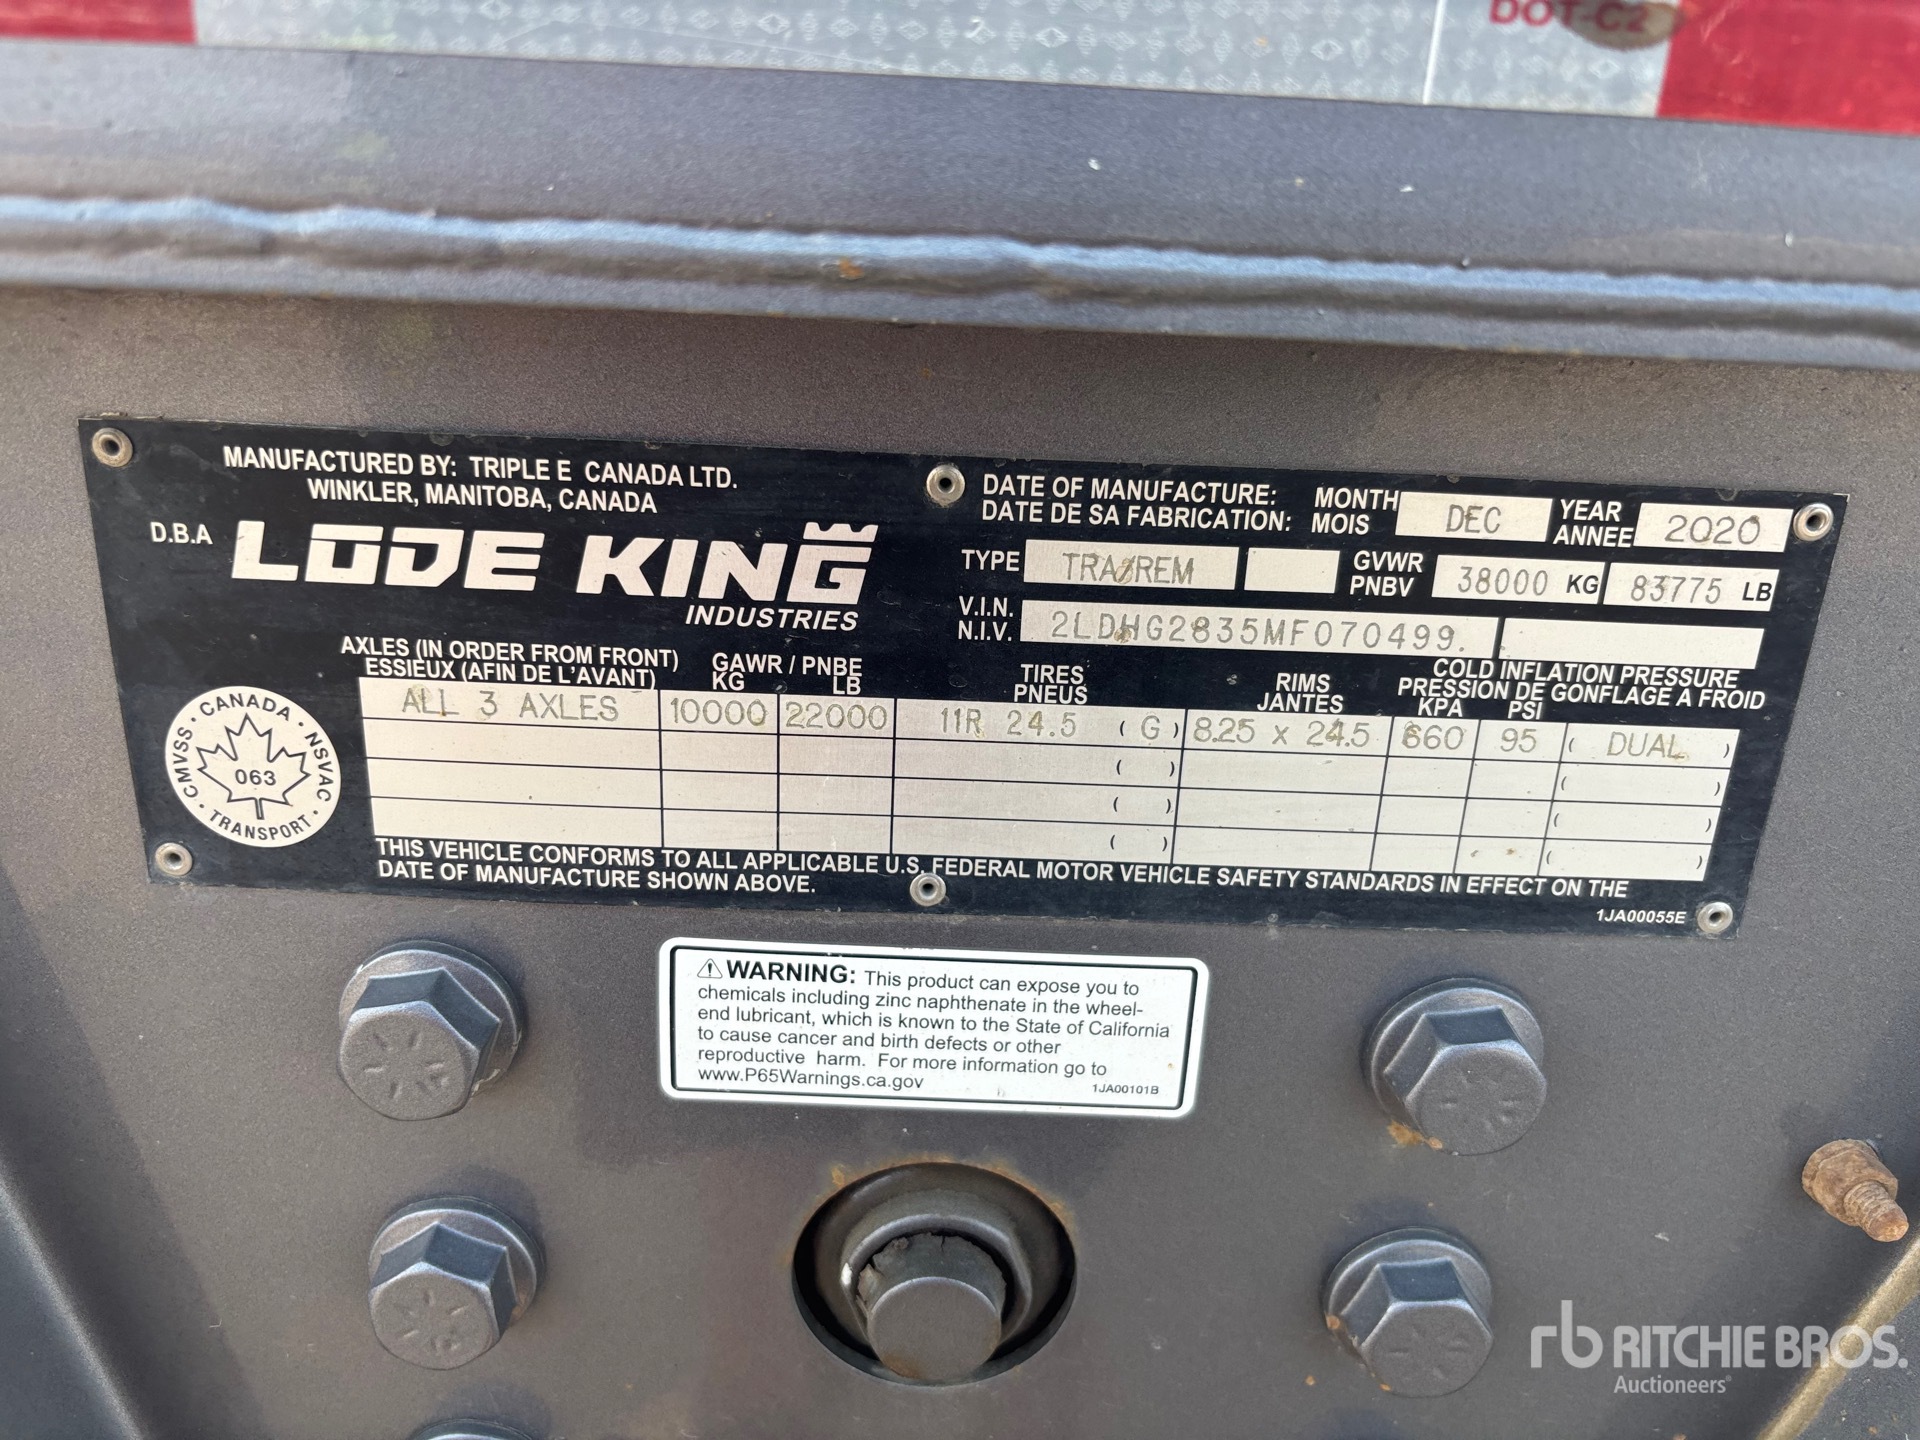 DOT-C2
MANUFACTURED BY: TRIPLE E CANADA LTD.
WINKLER, MANITOBA, CANADA
D.B.A LODE KING
INDUSTRIES
DATE OF MANUFACTURE: MONTH DEC YEAR 2020
DATE DE SA FABRICATION: MOIS ANNEE
TYPE TRA/REM GVWR 38000 KG 83775 LB
PNBV
V.I.N. 2LDHG2835MF070499.
N.I.V.
AXLES (IN ORDER FROM FRONT) GAWR / PNBE TIRES RIMS COLD INFLATION PRESSURE
ESSIEUX (AFIN DE L'AVANT) KG LB PNEUS JANTES PRESSION DE GONFLAGE A FROID
KPA PSI
ALL 3 AXLES 10000 22000 11R 24.5 ( G ) 8.25 x 24.5 660 95 ( DUAL )
( ) ( )
( ) ( )
( ) ( )
CANADA · NSVAC · TRANSPORT · CMVSS ·
063
THIS VEHICLE CONFORMS TO ALL APPLICABLE U.S. FEDERAL MOTOR VEHICLE SAFETY STANDARDS IN EFFECT ON THE
DATE OF MANUFACTURE SHOWN ABOVE.
1JA00055E
WARNING: This product can expose you to
chemicals including zinc naphthenate in the wheel-
end lubricant, which is known to the State of California
to cause cancer and birth defects or other
reproductive harm. For more information go to
www.P65Warnings.ca.gov
1JA00101B
rb RITCHIE BROS.
Auctioneers